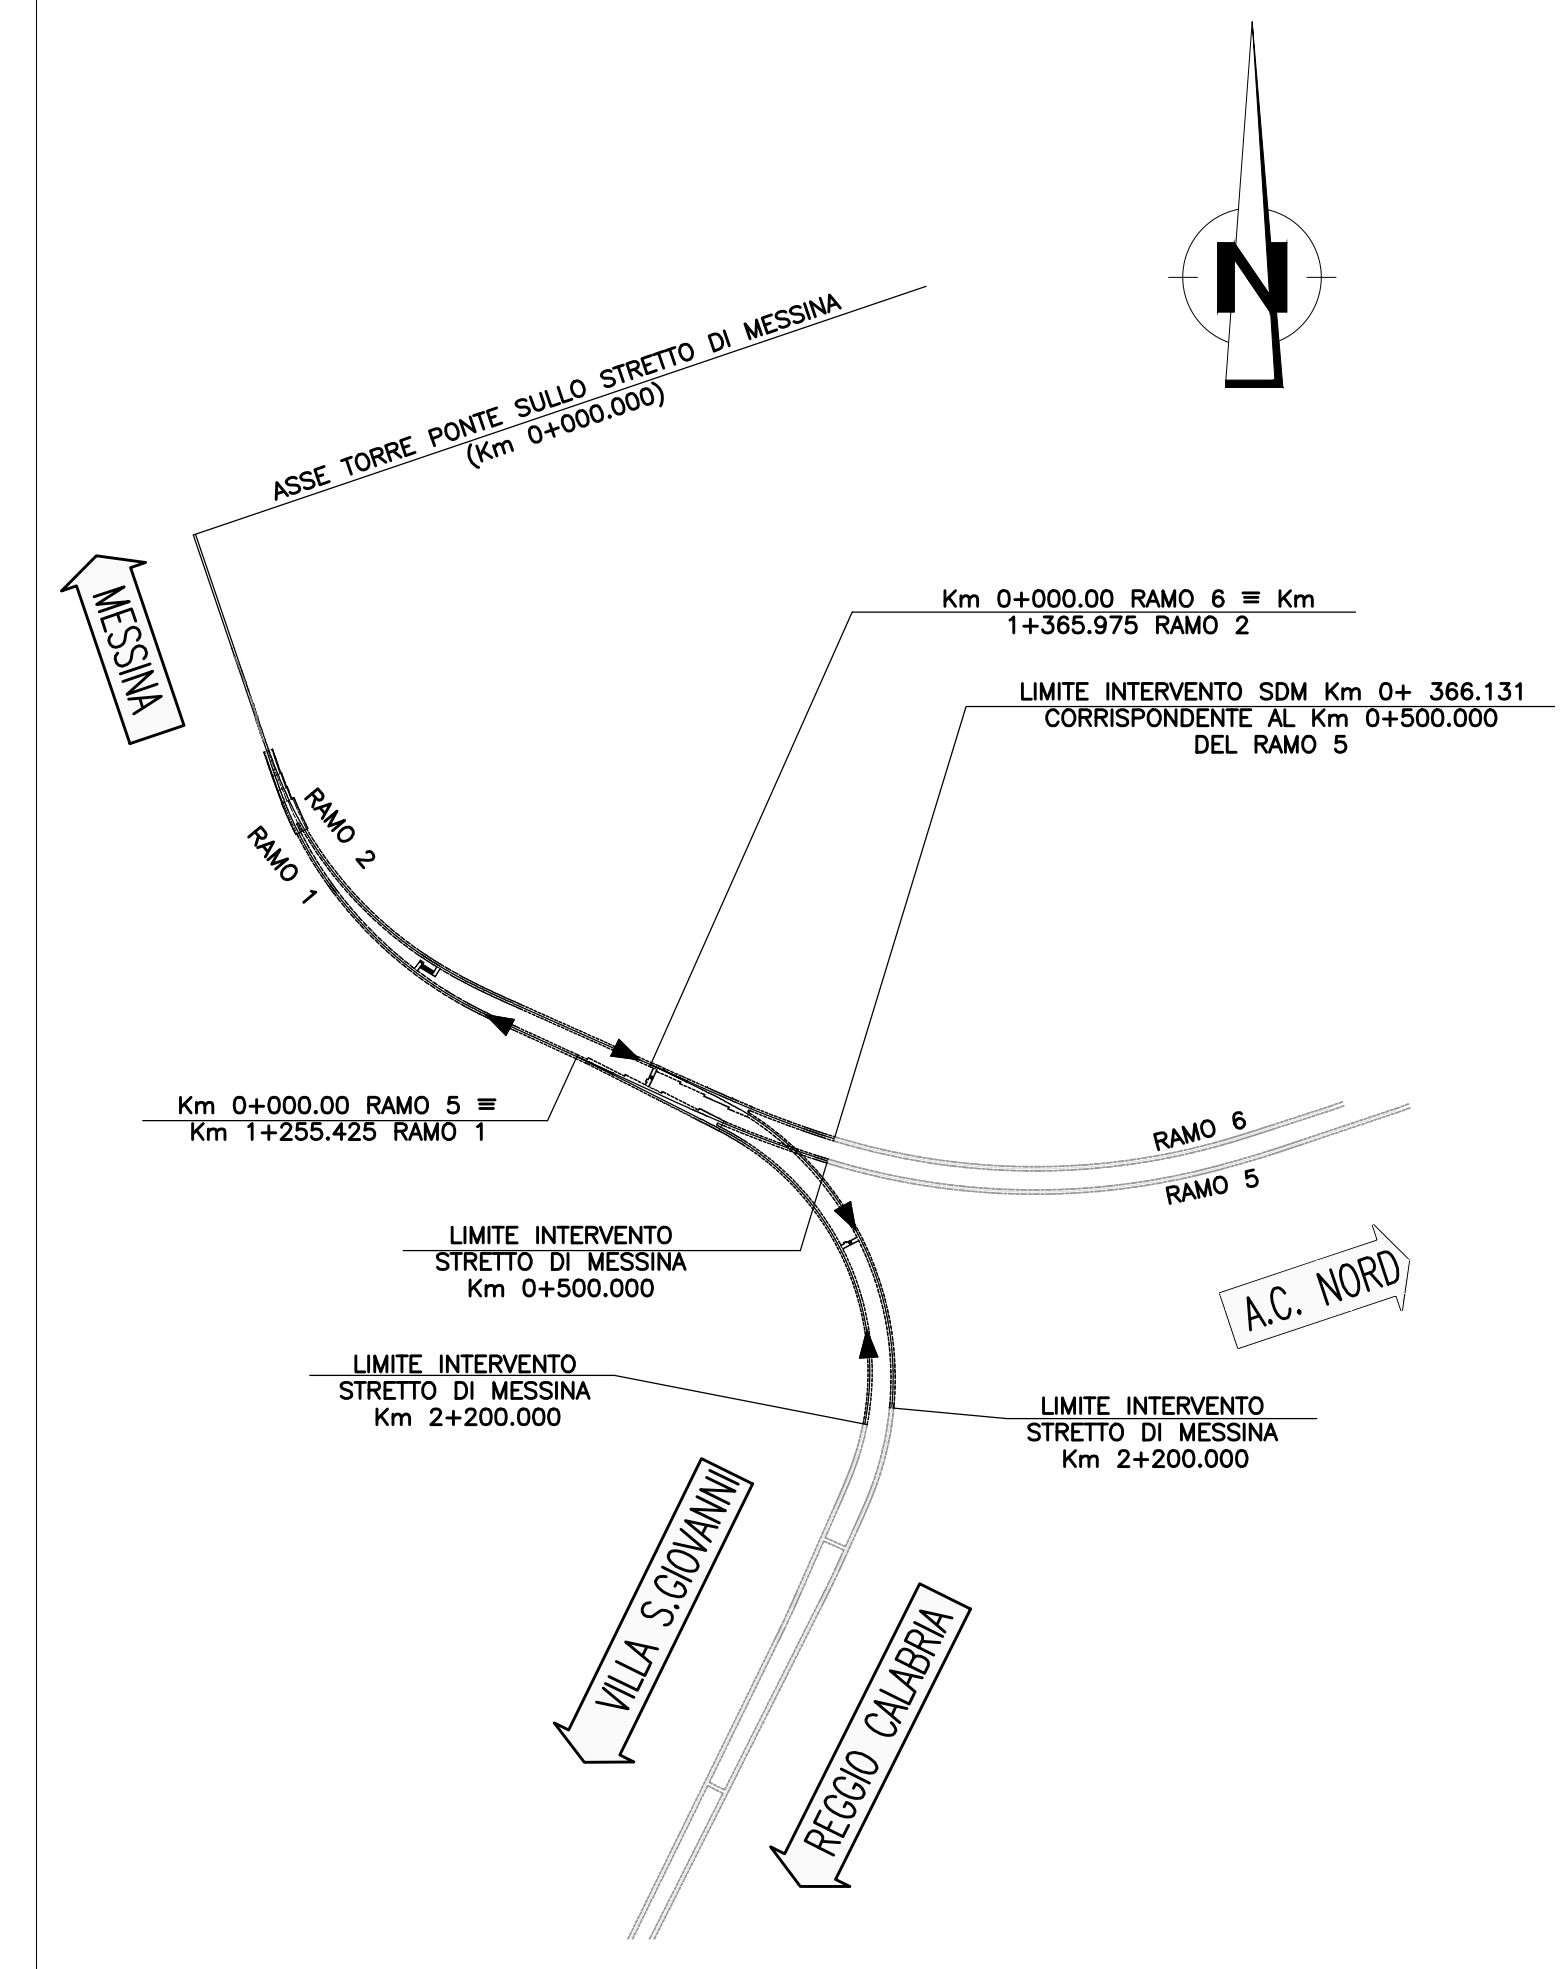 N
ASSE TORRE PONTE SULLO STRETTO DI MESSINA
(Km 0+000.000)
MESSINA
Km 0+000.00 RAMO 6 ≡ Km
1+365.975 RAMO 2
LIMITE INTERVENTO SDM Km 0+ 366.131
CORRISPONDENTE AL Km 0+500.000
DEL RAMO 5
RAMO 2
RAMO 1
Km 0+000.00 RAMO 5 ≡
Km 1+255.425 RAMO 1
RAMO 6
RAMO 5
LIMITE INTERVENTO
STRETTO DI MESSINA
Km 0+500.000
A.C. NORD
LIMITE INTERVENTO
STRETTO DI MESSINA
Km 2+200.000
LIMITE INTERVENTO
STRETTO DI MESSINA
Km 2+200.000
VILLA S.GIOVANNI
REGGIO CALABRIA